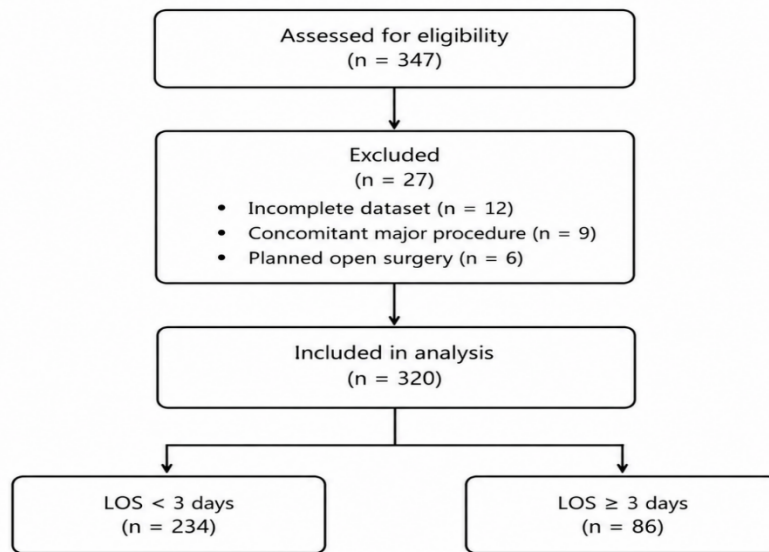 Assessed for eligibility
(n = 347)
Excluded
(n = 27)
• Incomplete dataset (n = 12)
• Concomitant major procedure (n = 9)
• Planned open surgery (n = 6)
Included in analysis
(n = 320)
LOS < 3 days
(n = 234)
LOS ≥ 3 days
(n = 86)